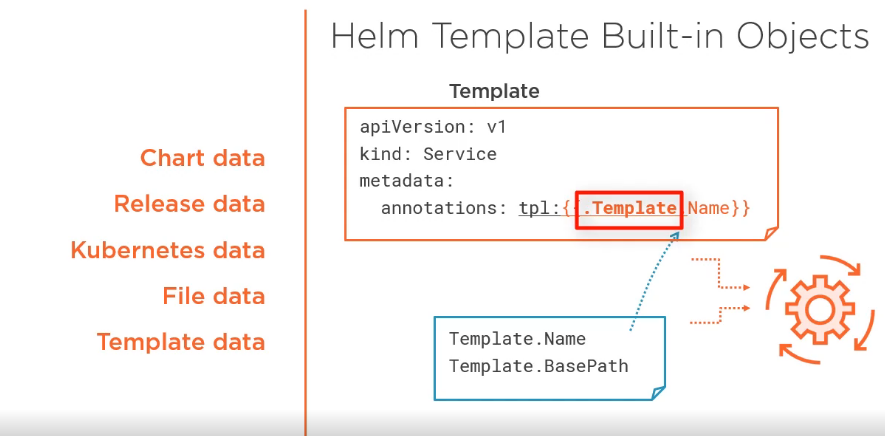 Helm Template Built-in Objects
Chart data
Release data
Kubernetes data
File data
Template data
Template
apiVersion: v1
kind: Service
metadata:
annotations: tpl:{{.Template.Name}}
Template.Name
Template.BasePath